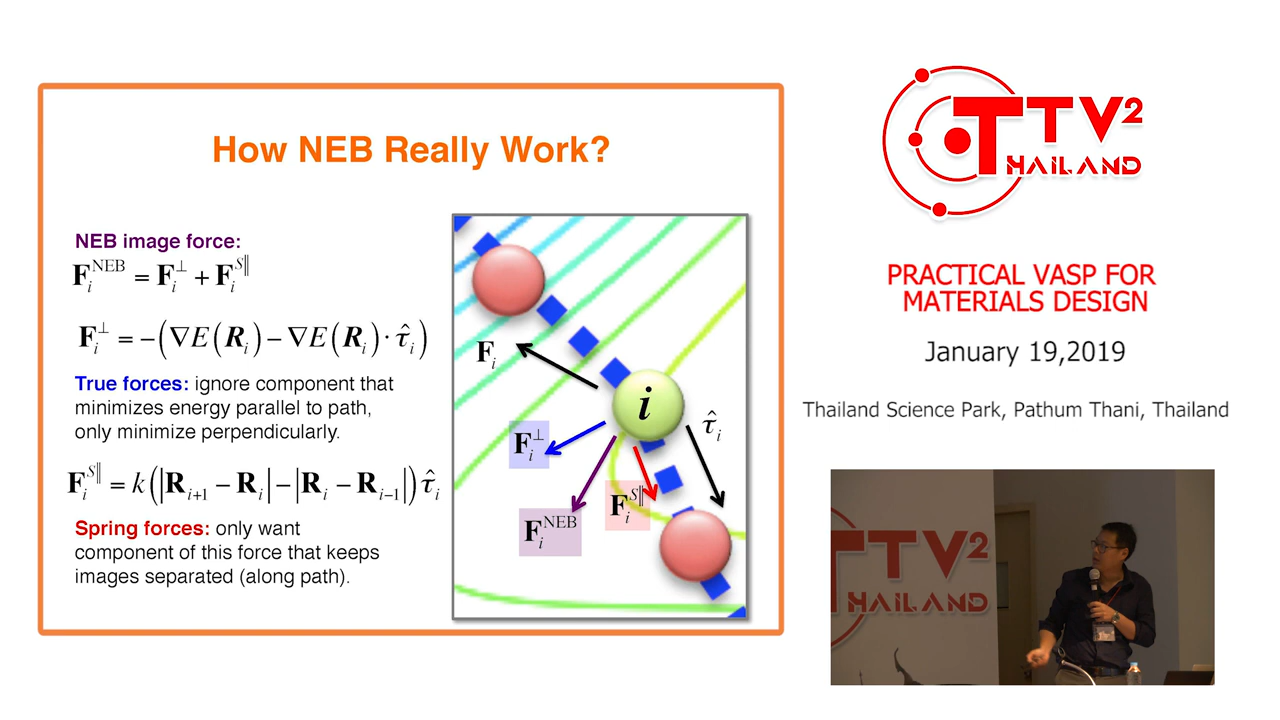 How NEB Really Work?
NEB image force:
F_i^NEB = F_i^⊥ + F_i^S∥
F_i^⊥ = −(∇E(R_i) − ∇E(R_i) · τ̂_i)
True forces: ignore component that
minimizes energy parallel to path,
only minimize perpendicularly.
F_i^S∥ = k(|R_i+1 − R_i| − |R_i − R_i−1|) τ̂_i
Spring forces: only want
component of this force that keeps
images separated (along path).
F_i
i
τ̂_i
F_i^⊥
F_i^S∥
F_i^NEB
TTV2
THAILAND
PRACTICAL VASP FOR
MATERIALS DESIGN
January 19,2019
Thailand Science Park, Pathum Thani, Thailand
TTV2
HAILAND